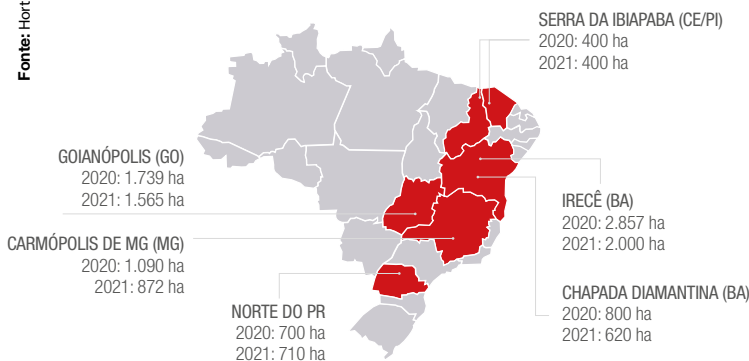 Fonte: Hort
SERRA DA IBIAPABA (CE/PI)
2020: 400 ha
2021: 400 ha
GOIANÓPOLIS (GO)
2020: 1.739 ha
2021: 1.565 ha
IRECÊ (BA)
2020: 2.857 ha
2021: 2.000 ha
CARMÓPOLIS DE MG (MG)
2020: 1.090 ha
2021: 872 ha
CHAPADA DIAMANTINA (BA)
2020: 800 ha
2021: 620 ha
NORTE DO PR
2020: 700 ha
2021: 710 ha